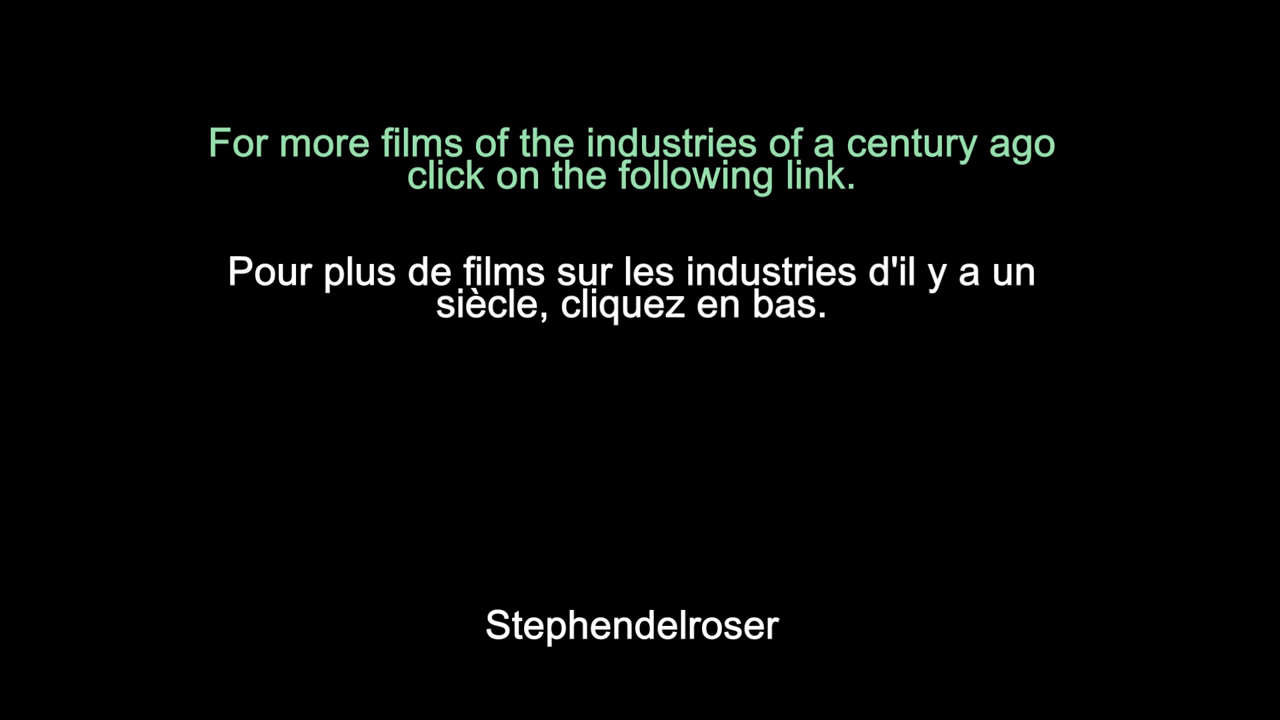 For more films of the industries of a century ago
click on the following link.
Pour plus de films sur les industries d'il y a un
siècle, cliquez en bas.
Stephendelroser